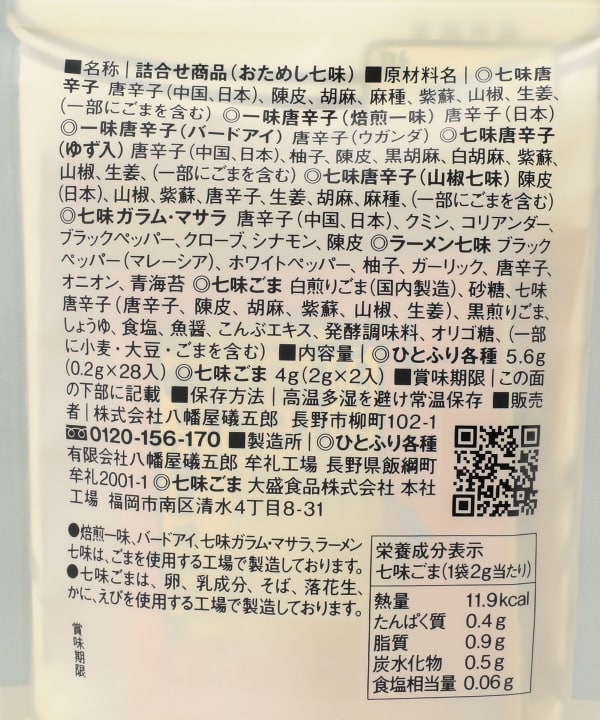 ■名称｜詰合せ商品（おためし七味） ■原材料名｜◎七味唐
辛子 唐辛子（中国、日本）、陳皮、胡麻、麻種、紫蘇、山椒、生姜、
（一部にごまを含む） ◎一味唐辛子（焙煎一味） 唐辛子（日本）
◎一味唐辛子（バードアイ） 唐辛子（ウガンダ） ◎七味唐辛子
（ゆず入） 唐辛子（中国、日本）、柚子、陳皮、黒胡麻、白胡麻、紫蘇、
山椒、生姜、（一部にごまを含む） ◎七味唐辛子（山椒七味） 陳皮
（日本）、山椒、紫蘇、唐辛子、生姜、胡麻、麻種、（一部にごまを含む）
◎七味ガラム・マサラ 唐辛子（中国、日本）、クミン、コリアンダー、
ブラックペッパー、クローブ、シナモン、陳皮 ◎ラーメン七味 ブラック
ペッパー（マレーシア）、ホワイトペッパー、柚子、ガーリック、唐辛子、
オニオン、青海苔 ◎七味ごま 白煎りごま（国内製造）、砂糖、七味
唐辛子（唐辛子、陳皮、胡麻、紫蘇、山椒、生姜）、黒煎りごま、
しょうゆ、食塩、魚醤、こんぶエキス、発酵調味料、オリゴ糖、（一部
に小麦・大豆・ごまを含む） ■内容量｜◎ひとふり各種 5.6g
（0.2g×28入） ◎七味ごま 4g（2g×2入） ■賞味期限｜この面
の下部に記載 ■保存方法｜高温多湿を避け常温保存 ■販売
者｜株式会社八幡屋礒五郎 長野市柳町102-1
0120-156-170 ■製造所｜◎ひとふり各種
有限会社八幡屋礒五郎 牟礼工場 長野県飯綱町
牟礼2001-1 ◎七味ごま 大盛食品株式会社 本社
工場 福岡市南区清水4丁目8-31
●焙煎一味、バードアイ、七味ガラム・マサラ、ラーメン
七味は、ごまを使用する工場で製造しております。
●七味ごまは、卵、乳成分、そば、落花生、
かに、えびを使用する工場で製造しております。
賞味期限
栄養成分表示
七味ごま（1袋2g当たり）
熱量 11.9kcal
たんぱく質 0.4g
脂質 0.9g
炭水化物 0.5g
食塩相当量 0.06g